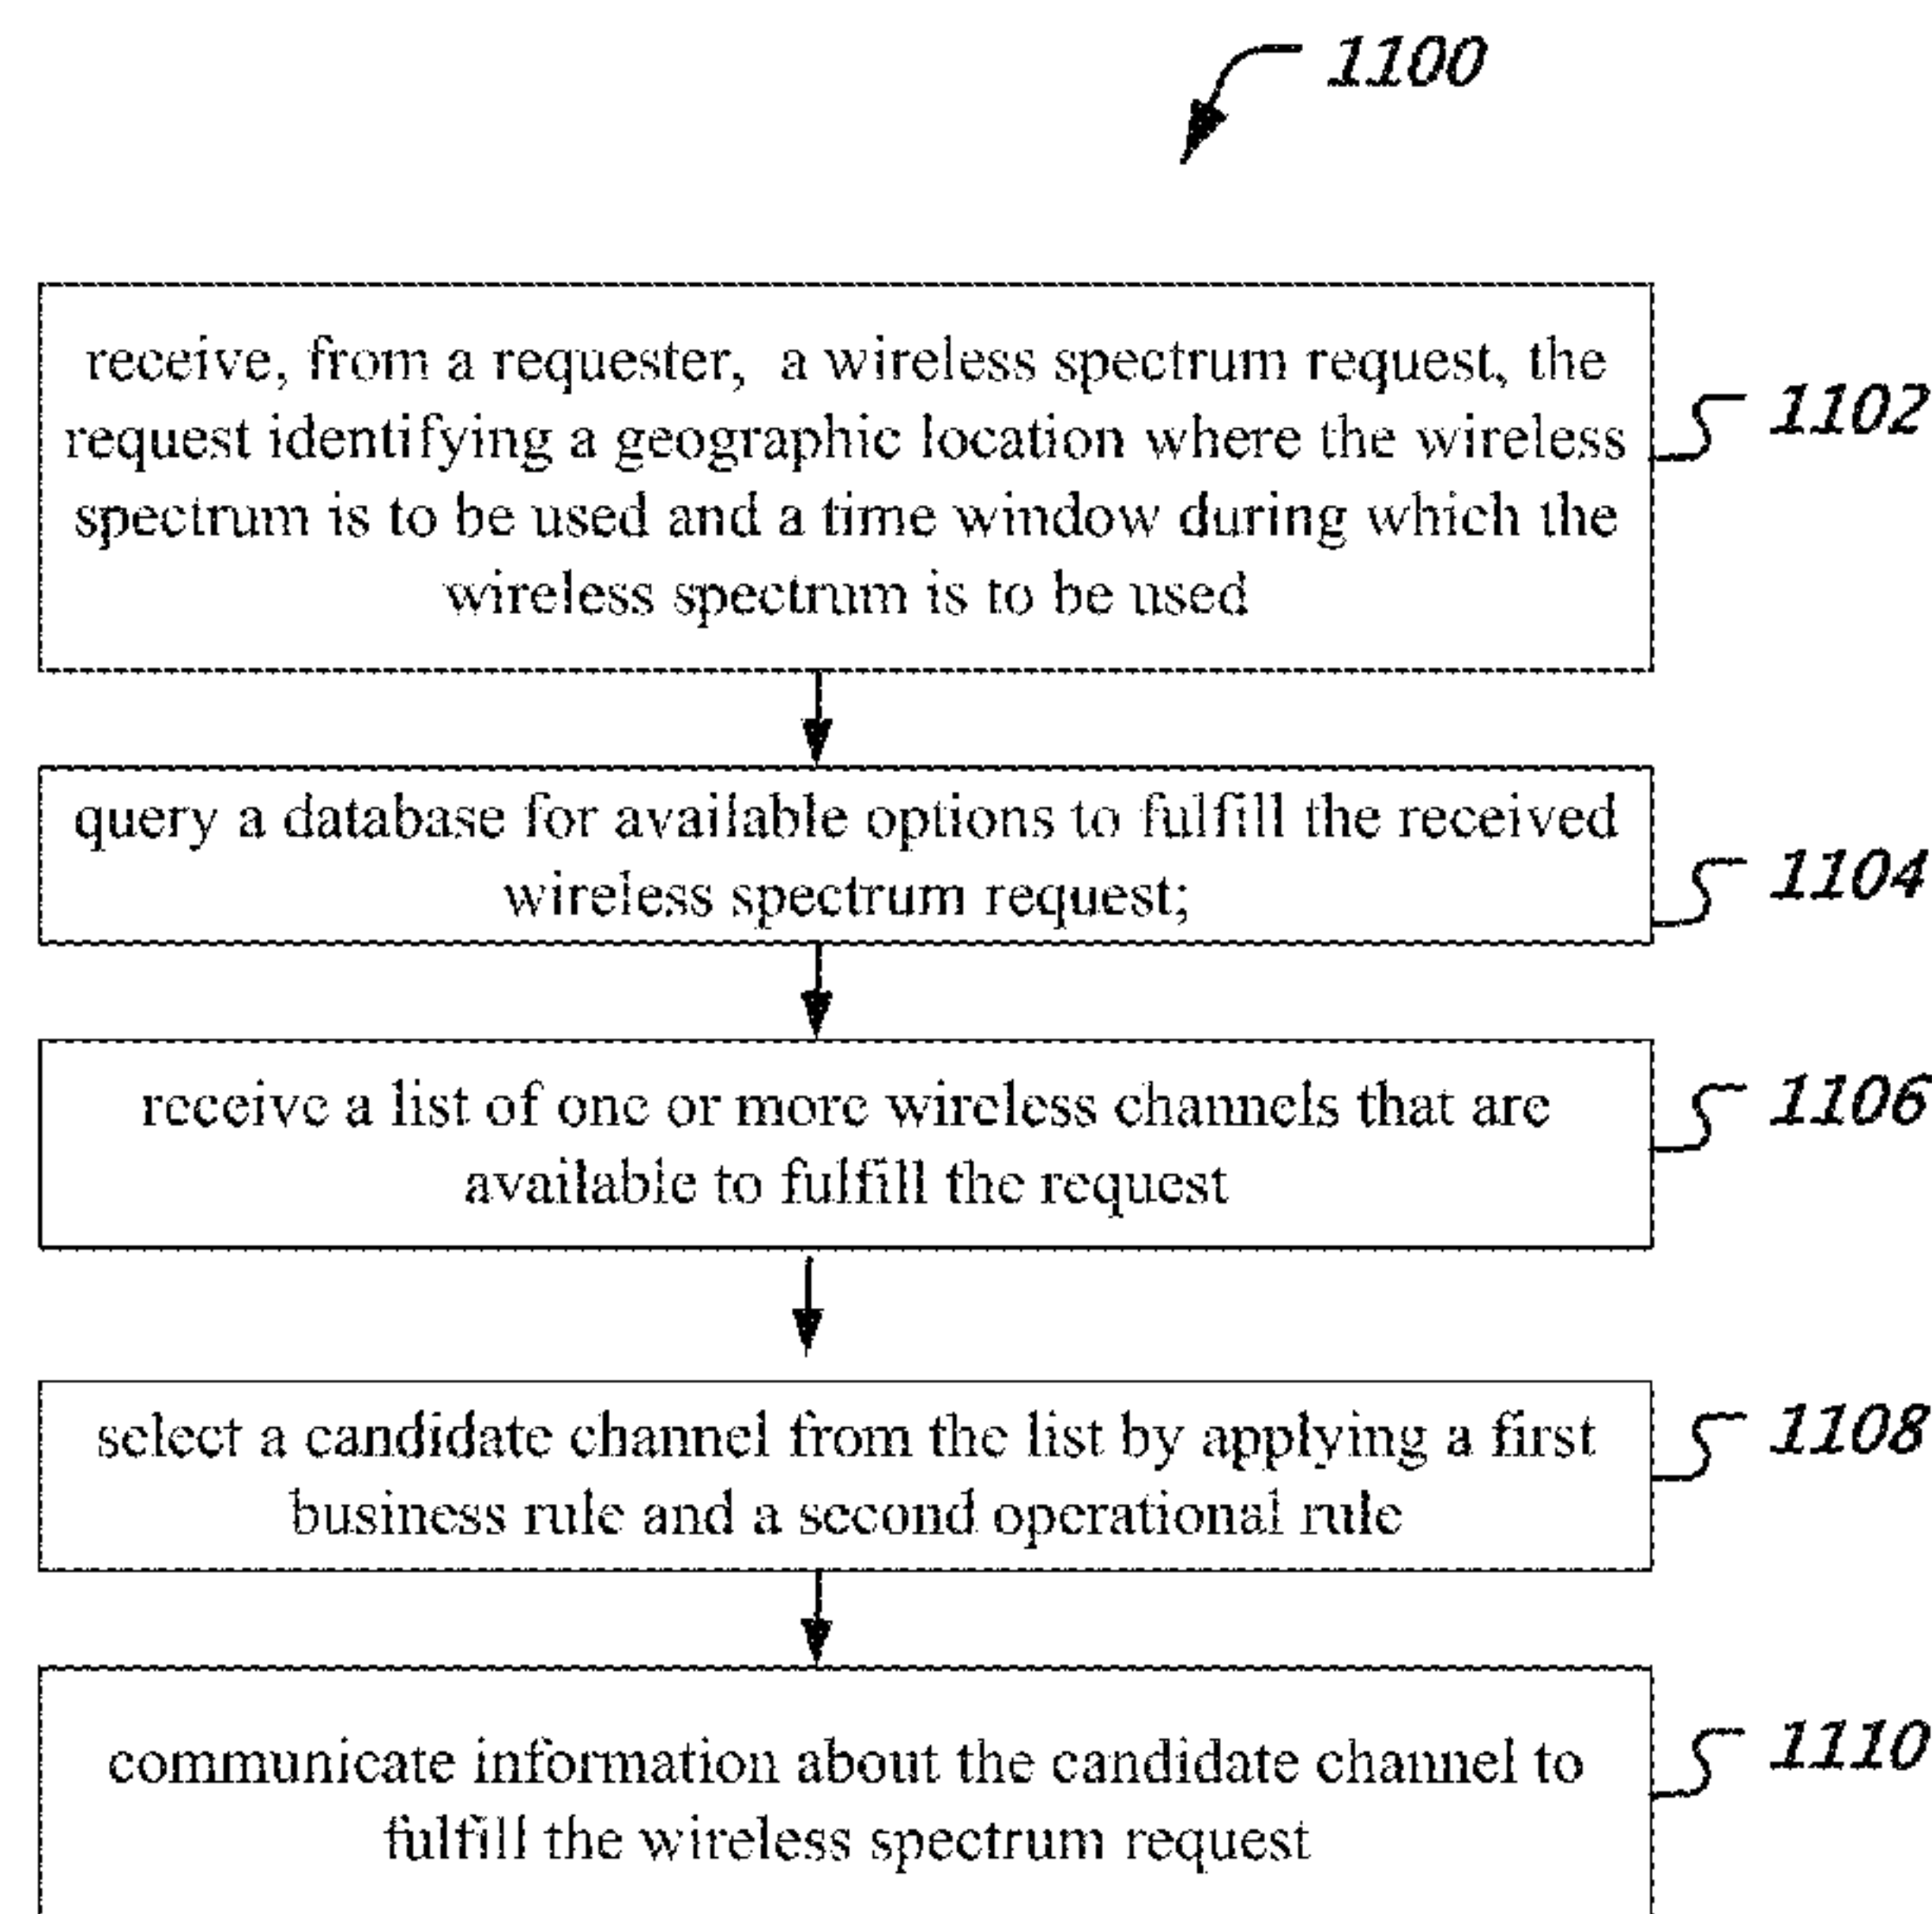 1100
receive, from a requester, a wireless spectrum request, the
request identifying a geographic location where the wireless
spectrum is to be used and a time window during which the
wireless spectrum is to be used
1102
query a database for available options to fulfill the received
wireless spectrum request;
1104
receive a list of one or more wireless channels that are
available to fulfill the request
1106
select a candidate channel from the list by applying a first
business rule and a second operational rule
1108
communicate information about the candidate channel to
fulfill the wireless spectrum request
1110